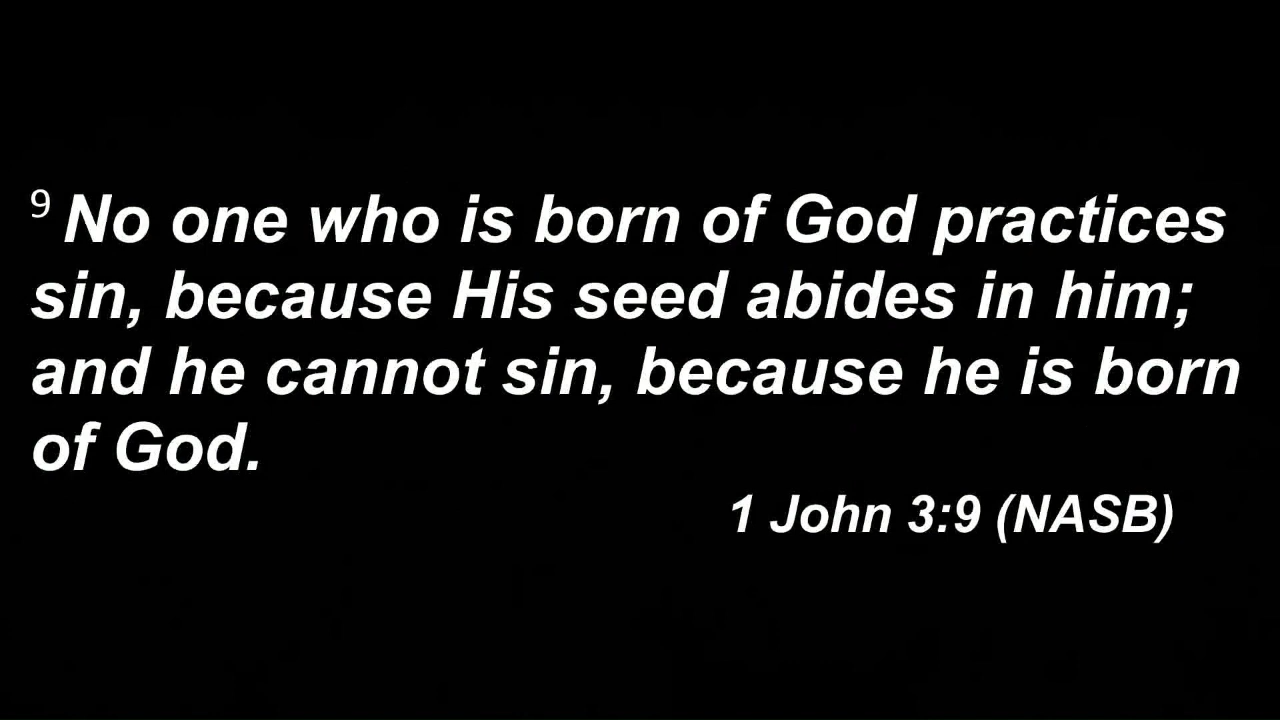 9 No one who is born of God practices
sin, because His seed abides in him;
and he cannot sin, because he is born
of God.
1 John 3:9 (NASB)